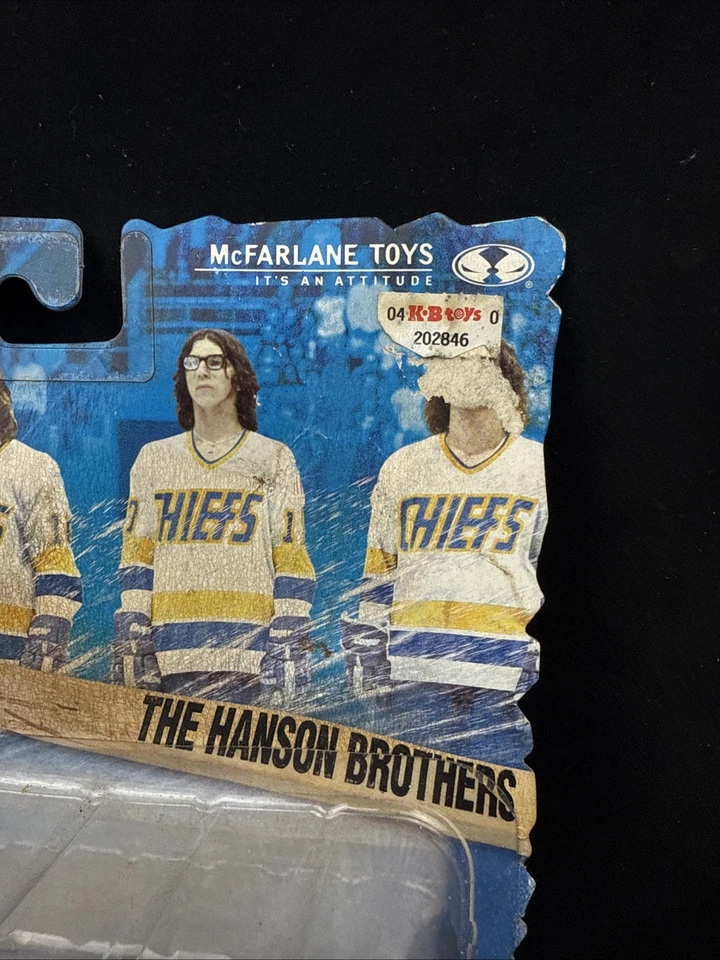 McFARLANE TOYS
IT'S AN ATTITUDE
®
04 K·B toys 0
202846
CHIEFS
CHIEFS
THE HANSON BROTHERS